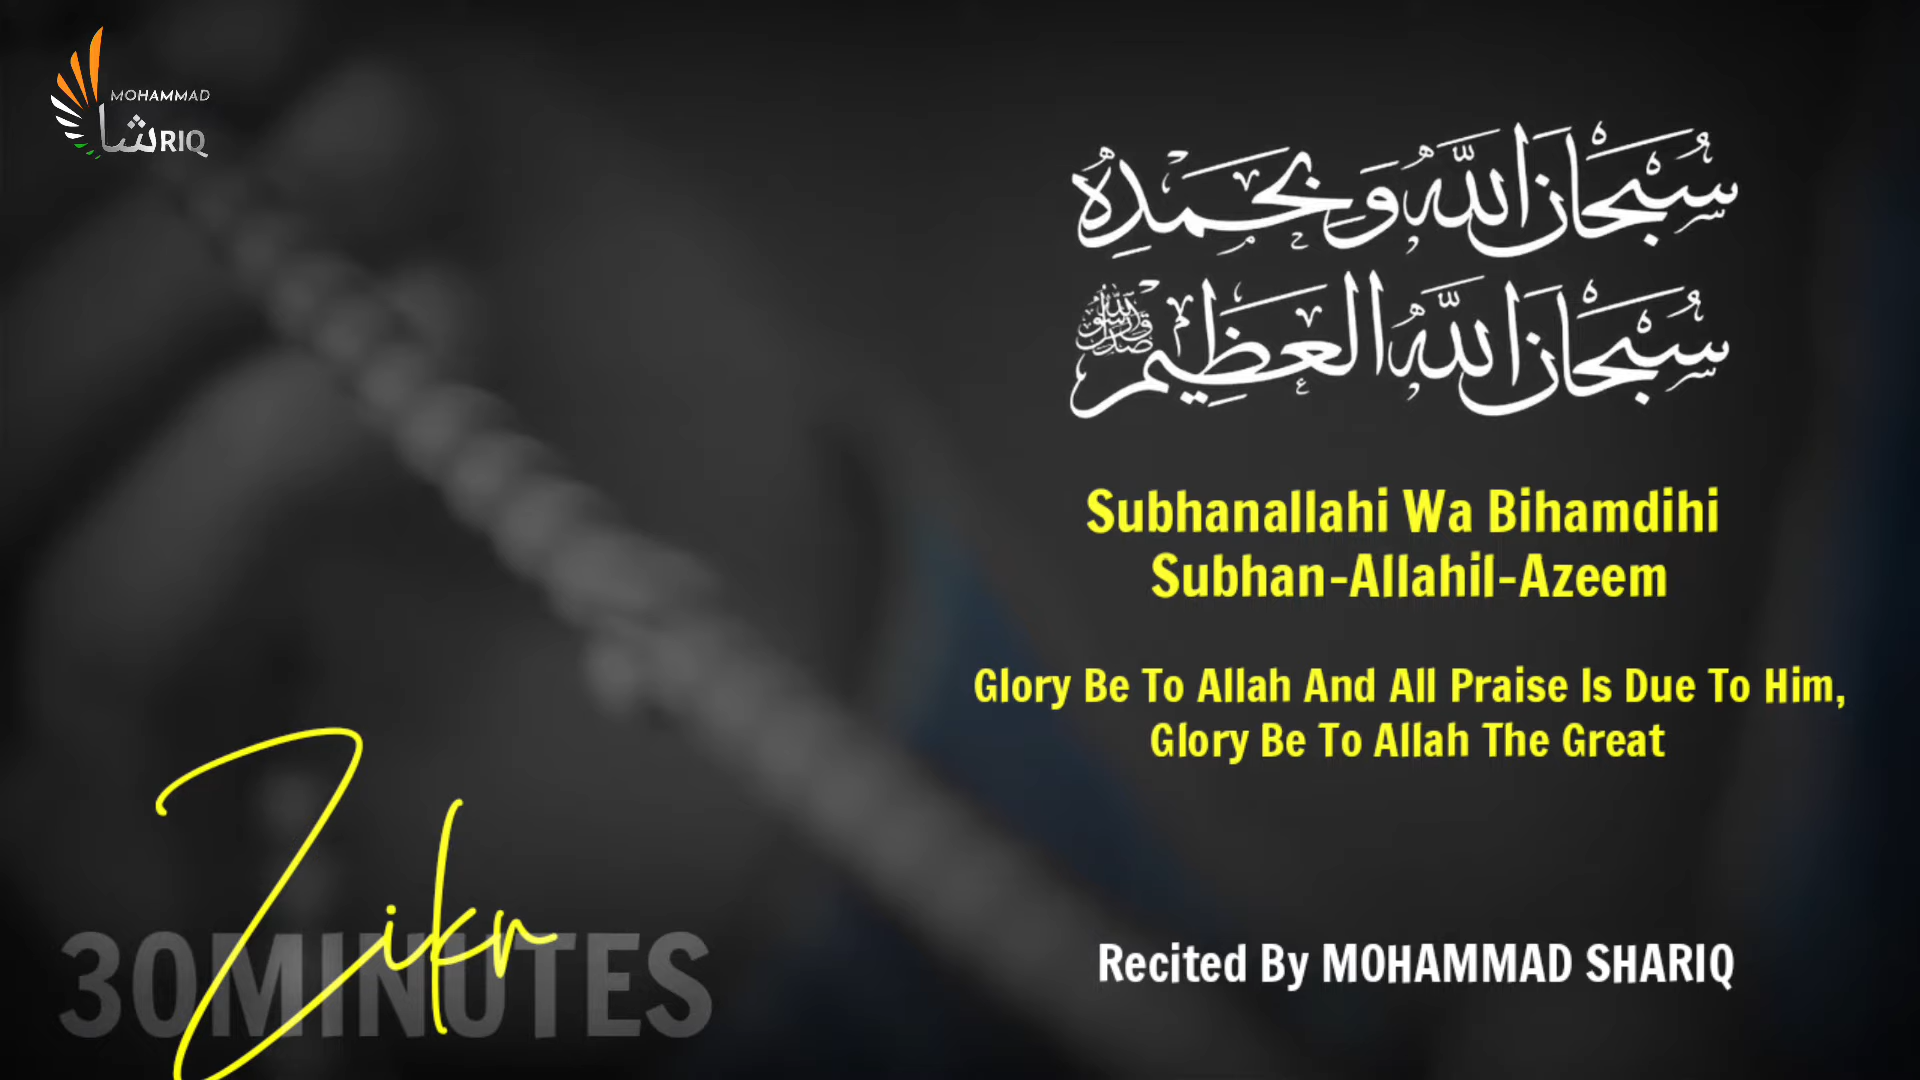 MOHAMMAD
شاRIQ
سُبْحَانَ اللّٰهِ وَبِحَمْدِهٖ
سُبْحَانَ اللّٰهِ الْعَظِيْمِ
Subhanallahi Wa Bihamdihi
Subhan-Allahil-Azeem
Glory Be To Allah And All Praise Is Due To Him,
Glory Be To Allah The Great
Zikr
30MINUTES
Recited By MOHAMMAD SHARIQ